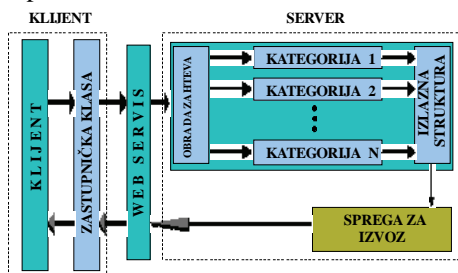 KLIJENT
SERVER
KLIJENT
ZASTUPNIČKA KLASA
WEB SERVIS
OBRADA ZAHTEVA
KATEGORIJA 1
KATEGORIJA 2
KATEGORIJA N
IZLAZNA
STRUKTURA
SPREGA ZA
IZVOZ